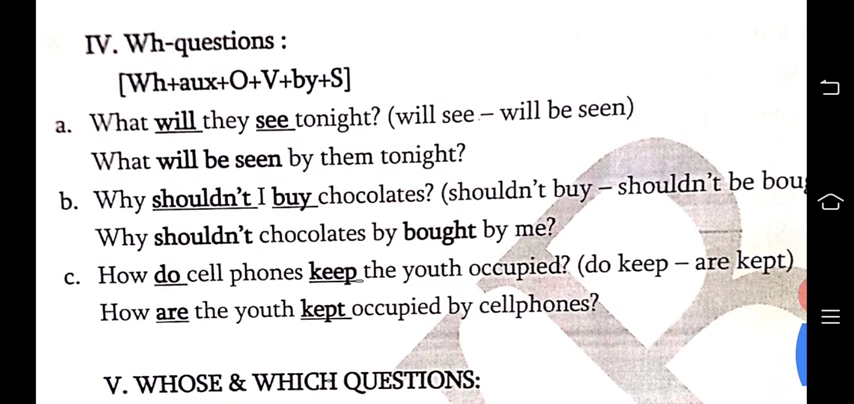 IV. Wh-questions :
[Wh+aux+O+V+by+S]
a. What will they see tonight? (will see – will be seen)
What will be seen by them tonight?
b. Why shouldn't I buy chocolates? (shouldn't buy – shouldn't be
Why shouldn't chocolates by bought by me?
c. How do cell phones keep the youth occupied? (do keep – are kept)
How are the youth kept occupied by cellphones?
V. WHOSE & WHICH QUESTIONS: